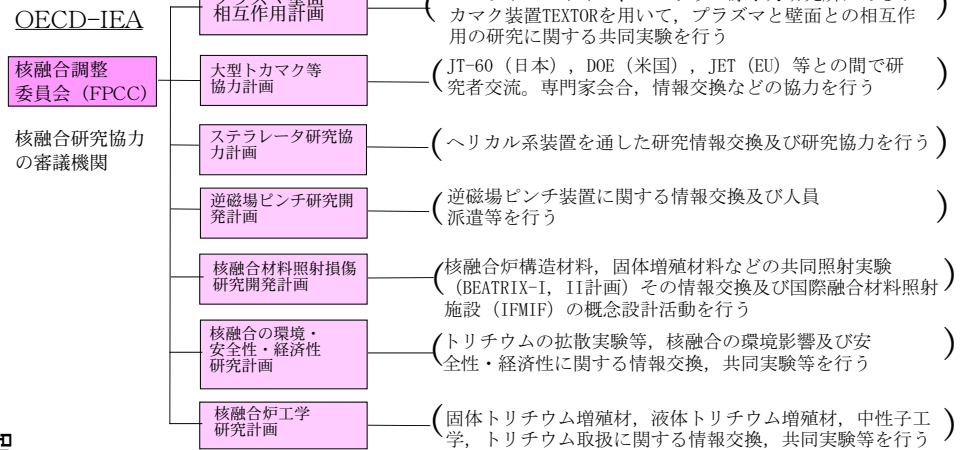 OECD-IEA
核融合調整
委員会（FPCC）
核融合研究協力
の審議機関
相互作用計画
カマク装置TEXTORを用いて，プラズマと壁面との相互作
用の研究に関する共同実験を行う
大型トカマク等
協力計画
（JT-60（日本）, DOE（米国）, JET（EU）等との間で研
究者交流。専門家会合，情報交換などの協力を行う）
ステラレータ研究協
力計画
（ヘリカル系装置を通した研究情報交換及び研究協力を行う）
逆磁場ピンチ研究開
発計画
（逆磁場ピンチ装置に関する情報交換及び人員
派遣等を行う）
核融合材料照射損傷
研究開発計画
（核融合炉構造材料，固体増殖材料などの共同照射実験
（BEATRIX-I, II計画）その情報交換及び国際融合材料照射
施設（IFMIF）の概念設計活動を行う）
核融合の環境・
安全性・経済性
研究計画
（トリチウムの拡散実験等，核融合の環境影響及び安
全性・経済性に関する情報交換，共同実験等を行う）
核融合炉工学
研究計画
（固体トリチウム増殖材，液体トリチウム増殖材，中性子工
学，トリチウム取扱に関する情報交換，共同実験等を行う）